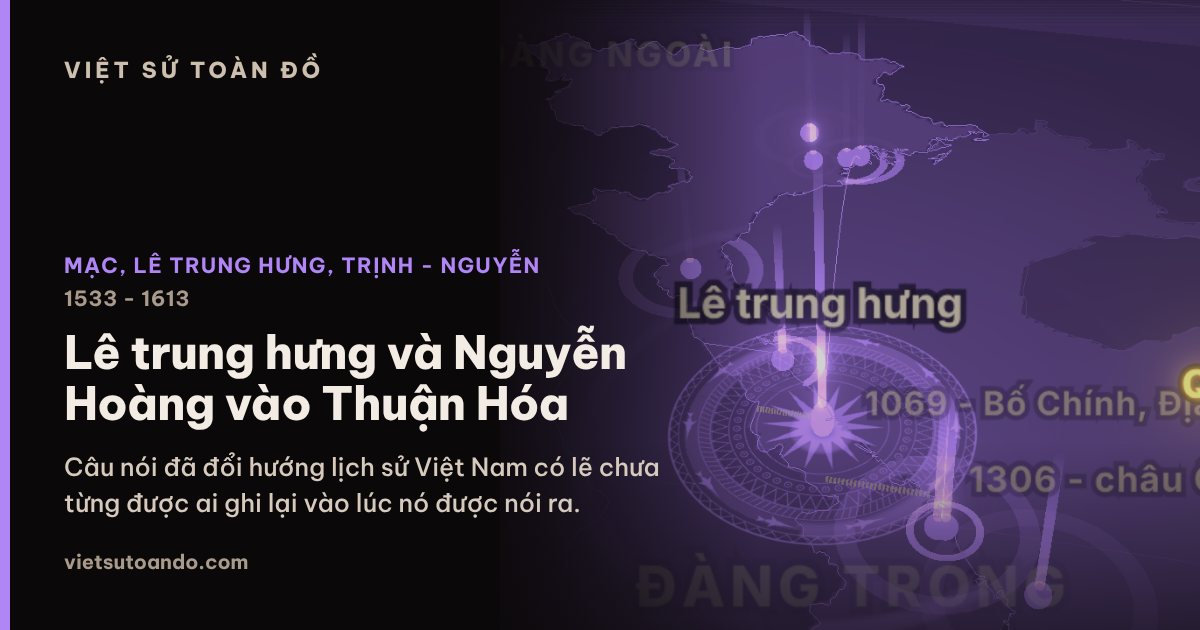 VIỆT SỬ TOÀN ĐỒ
MẠC, LÊ TRUNG HƯNG, TRỊNH - NGUYỄN
1533 - 1613
Lê trung hưng và Nguyễn
Hoàng vào Thuận Hóa
Câu nói đã đổi hướng lịch sử Việt Nam có lẽ chưa
từng được ai ghi lại vào lúc nó được nói ra.
vietsutoando.com
NGOÀI
Lê trung hưng
1069 - Bố Chính,
1306 - châu
ĐÀNG TRONG